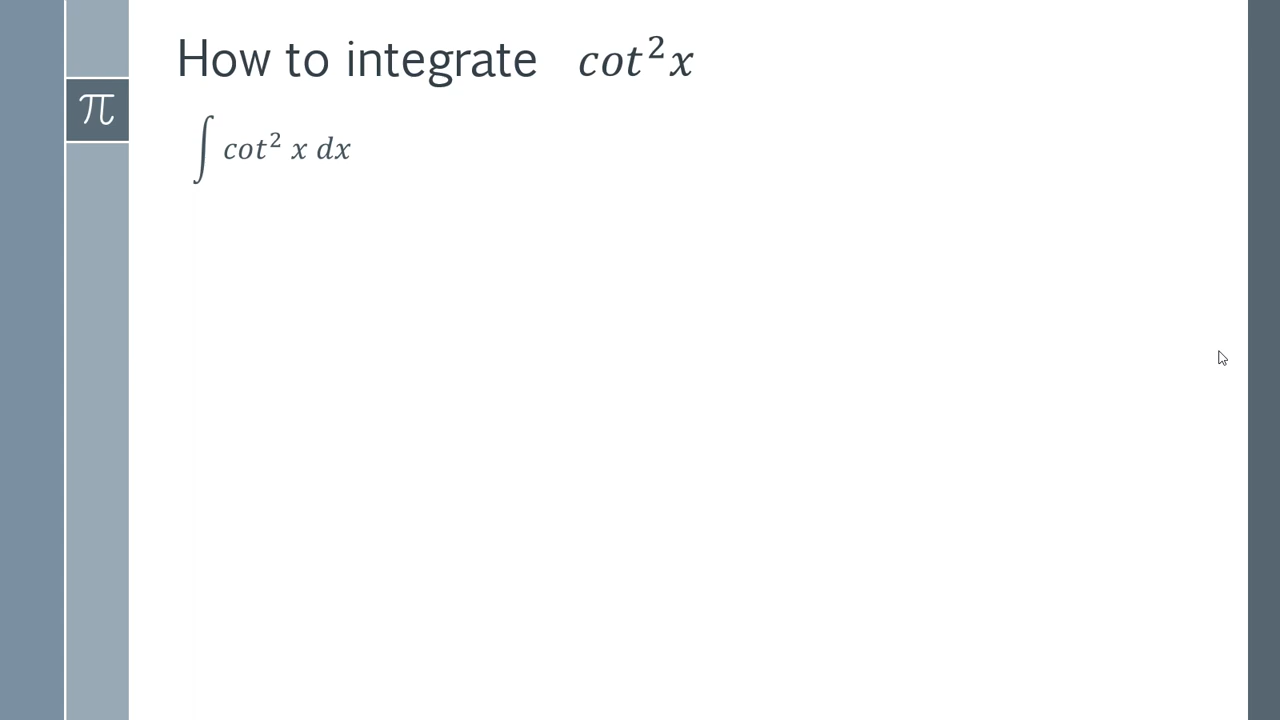 How to integrate cot²x
π
∫ cot² x dx